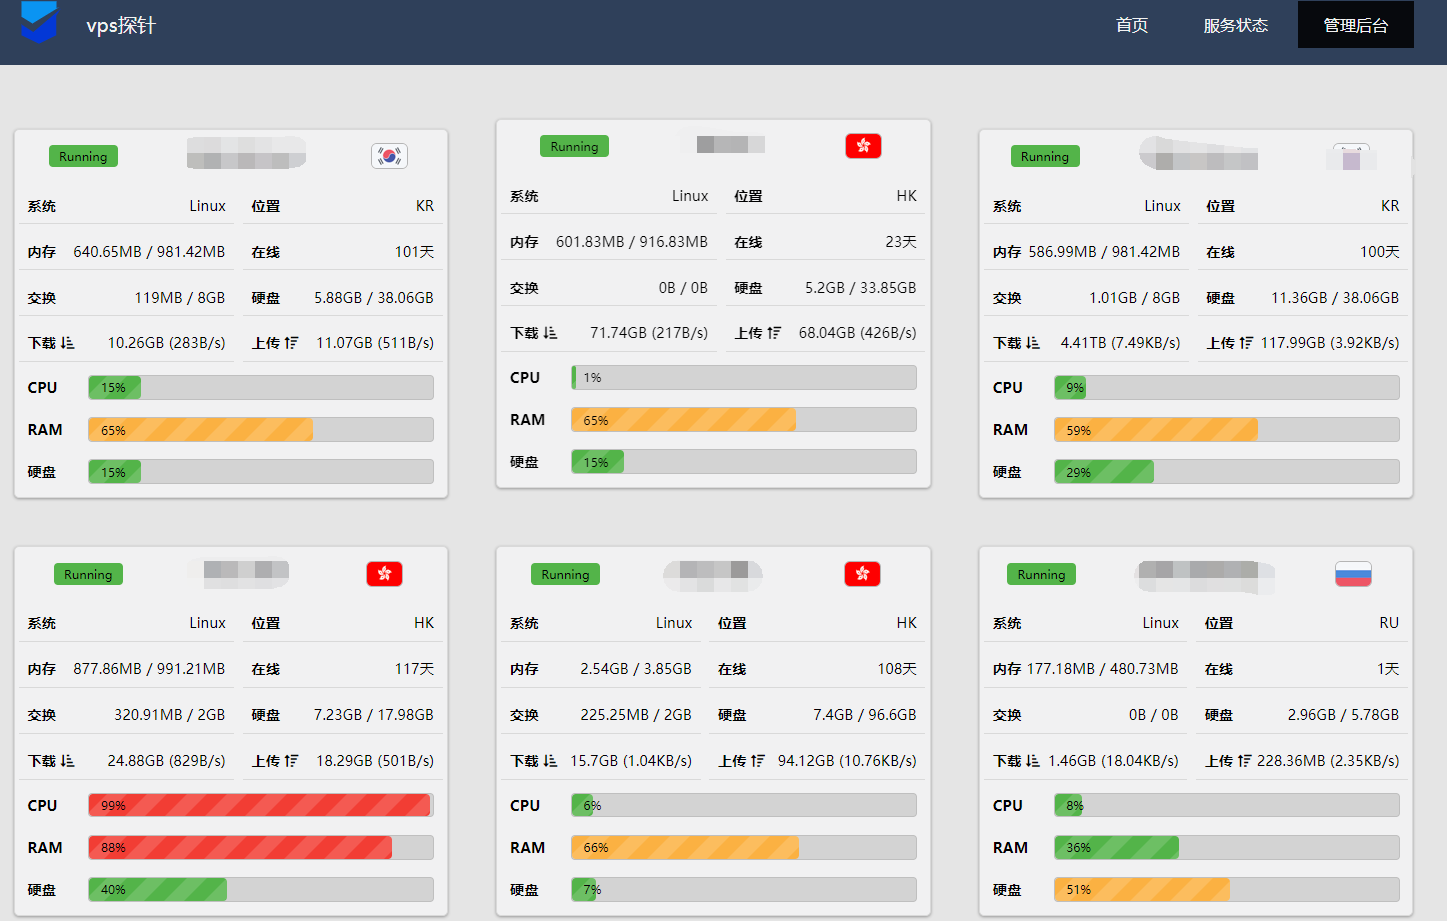 vps探针 首页 服务状态 管理后台
Running
系统 Linux 位置 KR
内存 640.65MB / 981.42MB 在线 101天
交换 119MB / 8GB 硬盘 5.88GB / 38.06GB
下载 10.26GB (283B/s) 上传 11.07GB (511B/s)
CPU 15%
RAM 65%
硬盘 15%
Running
系统 Linux 位置 HK
内存 601.83MB / 916.83MB 在线 23天
交换 0B / 0B 硬盘 5.2GB / 33.85GB
下载 71.74GB (217B/s) 上传 68.04GB (426B/s)
CPU 1%
RAM 65%
硬盘 15%
Running
系统 Linux 位置 KR
内存 586.99MB / 981.42MB 在线 100天
交换 1.01GB / 8GB 硬盘 11.36GB / 38.06GB
下载 4.41TB (7.49KB/s) 上传 117.99GB (3.92KB/s)
CPU 9%
RAM 59%
硬盘 29%
Running
系统 Linux 位置 HK
内存 877.86MB / 991.21MB 在线 117天
交换 320.91MB / 2GB 硬盘 7.23GB / 17.98GB
下载 24.88GB (829B/s) 上传 18.29GB (501B/s)
CPU 99%
RAM 88%
硬盘 40%
Running
系统 Linux 位置 HK
内存 2.54GB / 3.85GB 在线 108天
交换 225.25MB / 2GB 硬盘 7.4GB / 96.6GB
下载 15.7GB (1.04KB/s) 上传 94.12GB (10.76KB/s)
CPU 6%
RAM 66%
硬盘 7%
Running
系统 Linux 位置 RU
内存 177.18MB / 480.73MB 在线 1天
交换 0B / 0B 硬盘 2.96GB / 5.78GB
下载 1.46GB (18.04KB/s) 上传 228.36MB (2.35KB/s)
CPU 8%
RAM 36%
硬盘 51%